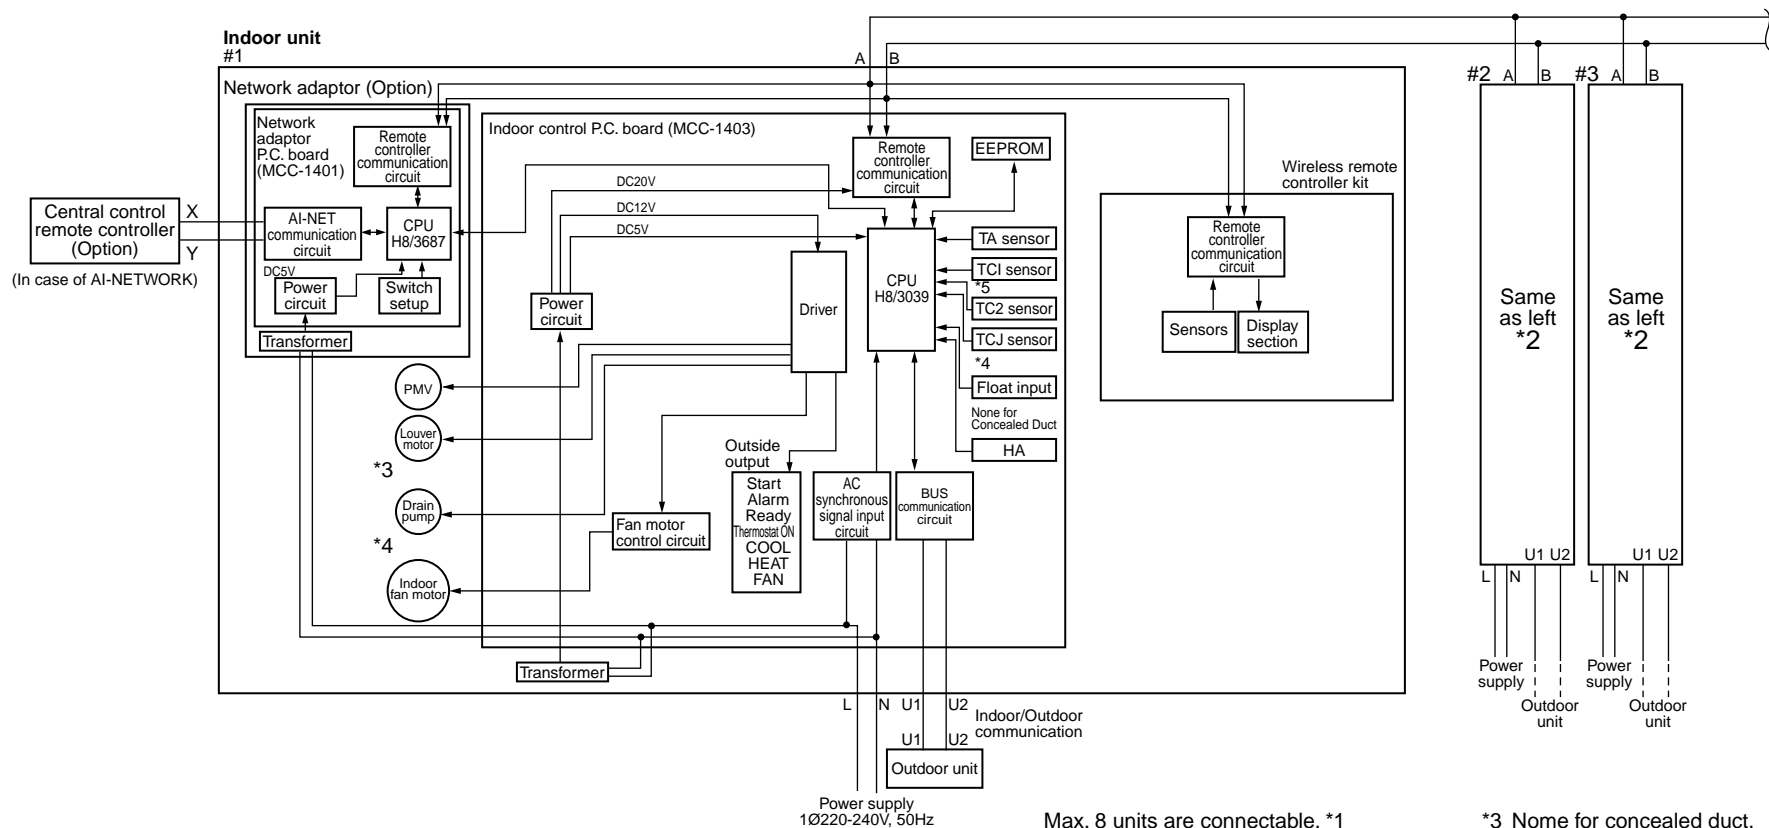 Indoor unit
#1
A
B
#2
A
B
#3
A
B
Network adaptor (Option)
Network
adaptor
P.C. board
(MCC-1401)
Remote
controller
communication
circuit
Indoor control P.C. board (MCC-1403)
Remote
controller
communication
circuit
EEPROM
Wireless remote
controller kit
Central control
remote controller
(Option)
X
Y
(In case of AI-NETWORK)
AI-NET
communication
circuit
CPU
H8/3687
DC5V
Power
circuit
Switch
setup
Transformer
DC20V
DC12V
DC5V
Power
circuit
Driver
CPU
H8/3039
TA sensor
TCI sensor
*5
TC2 sensor
TCJ sensor
*4
Float input
None for
Concealed Duct
HA
Remote
controller
communication
circuit
Sensors
Display
section
Same
as left
*2
Same
as left
*2
PMV
Louver
motor
*3
Drain
pump
*4
Indoor
fan motor
Fan motor
control circuit
Outside
output
Start
Alarm
Ready
Thermostat ON
COOL
HEAT
FAN
AC
synchronous
signal input
circuit
BUS
communication
circuit
Transformer
L
N
U1
U2
Indoor/Outdoor
communication
U1
U2
Outdoor unit
Power supply
1Ø220-240V, 50Hz
U1 U2
L
N
Power
supply
Outdoor
unit
U1 U2
L
N
Power
supply
Outdoor
unit
Max. 8 units are connectable. *1
*3 Nome for concealed duct.